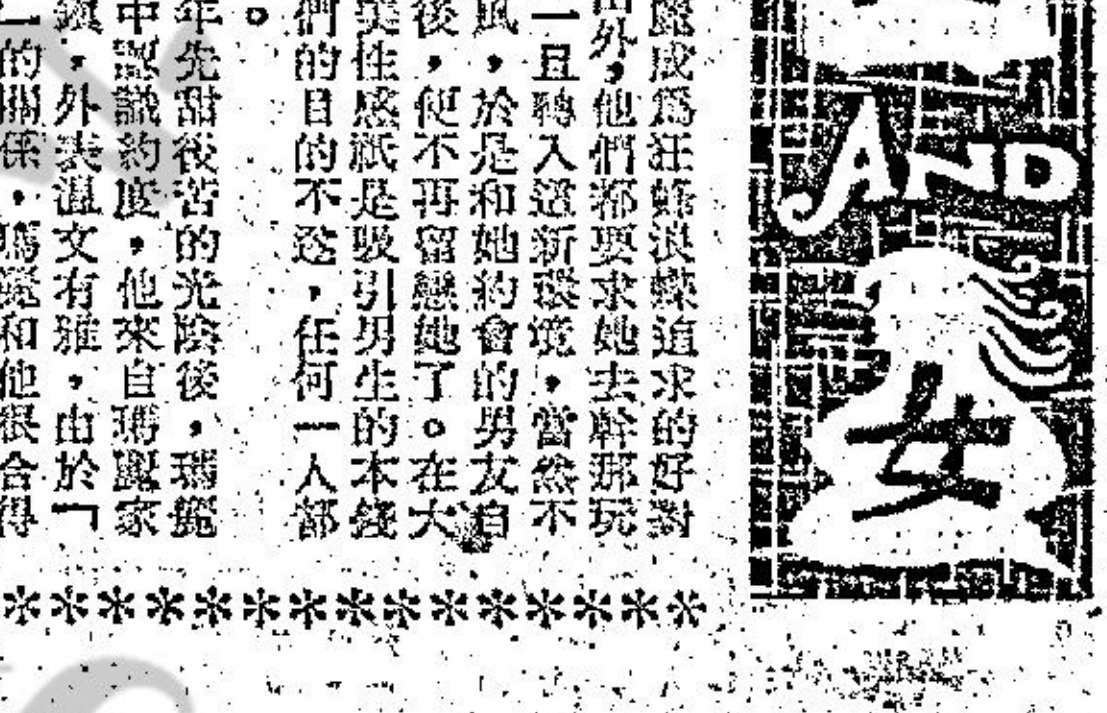 AND
女
麗成爲狂蜂浪蝶追求的好對
外，他們都要求她去幹那玩
一旦轉入這新環境，當然不
風，於是和她約會的男友自
後，便不再留戀她了。在大
美性感祇是吸引男生的本錢
們的目的不逐，任何一人都
。
年先甜後苦的光陰後，瑪麗
中認識約度，他來自瑪麗家
鎮，外表溫文有雅，由於「
的關係，瑪麗和他很合得